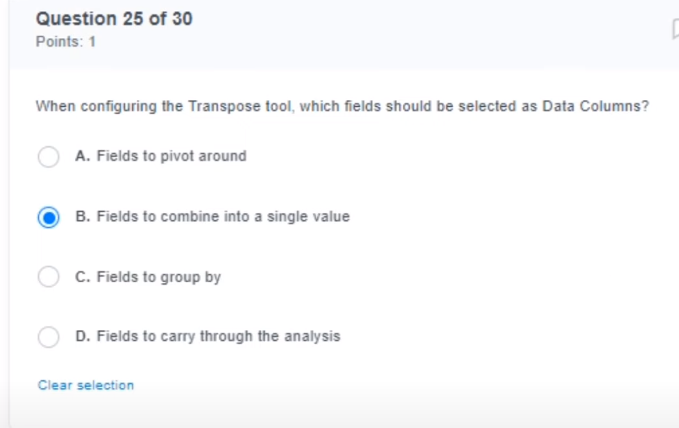 Question 25 of 30
Points: 1
When configuring the Transpose tool, which fields should be selected as Data Columns?
A. Fields to pivot around
B. Fields to combine into a single value
C. Fields to group by
D. Fields to carry through the analysis
Clear selection